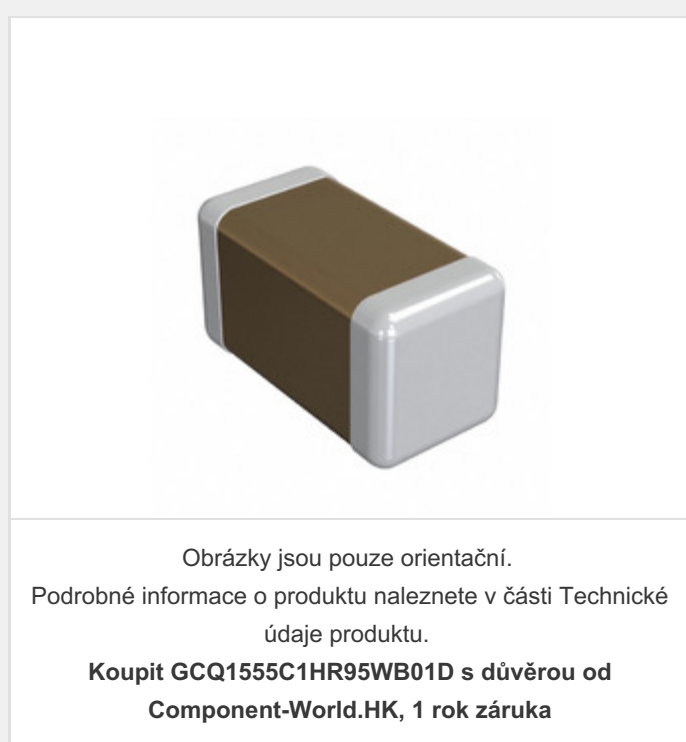 Obrázky jsou pouze orientační.
Podrobné informace o produktu naleznete v části Technické
údaje produktu.
Koupit GCQ1555C1HR95WB01D s důvěrou od
Component-World.HK, 1 rok záruka